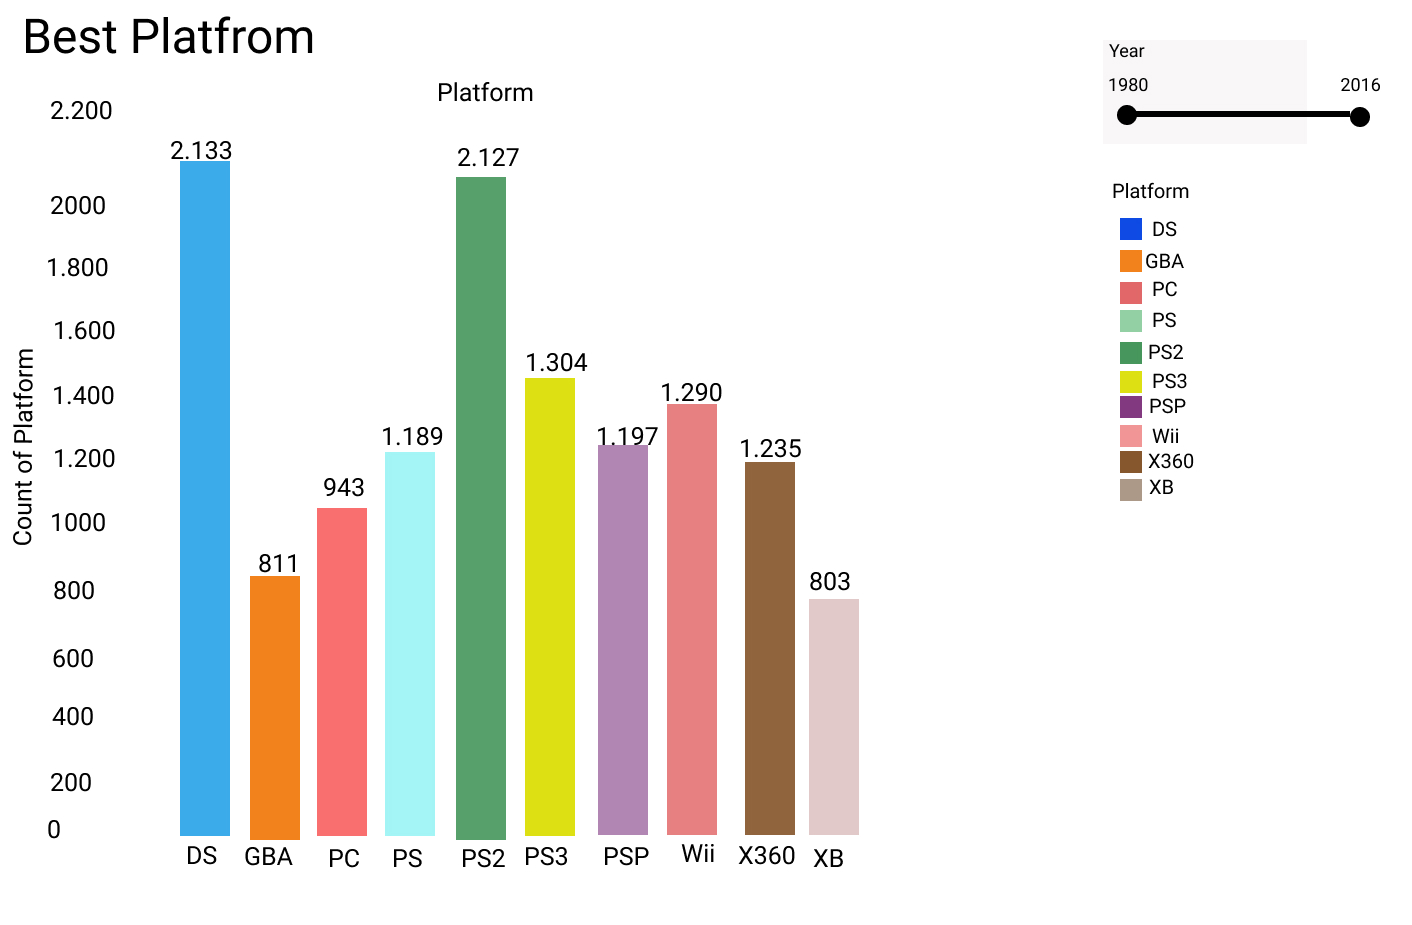 Best Platfrom
Platform
Year
1980 2016
2.200
2000
1.800
1.600
1.400
1.200
1000
800
600
400
200
0
Count of Platform
2.133
811
943
1.189
2.127
1.304
1.197
1.290
1.235
803
DS GBA PC PS PS2 PS3 PSP Wii X360 XB
Platform
DS
GBA
PC
PS
PS2
PS3
PSP
Wii
X360
XB